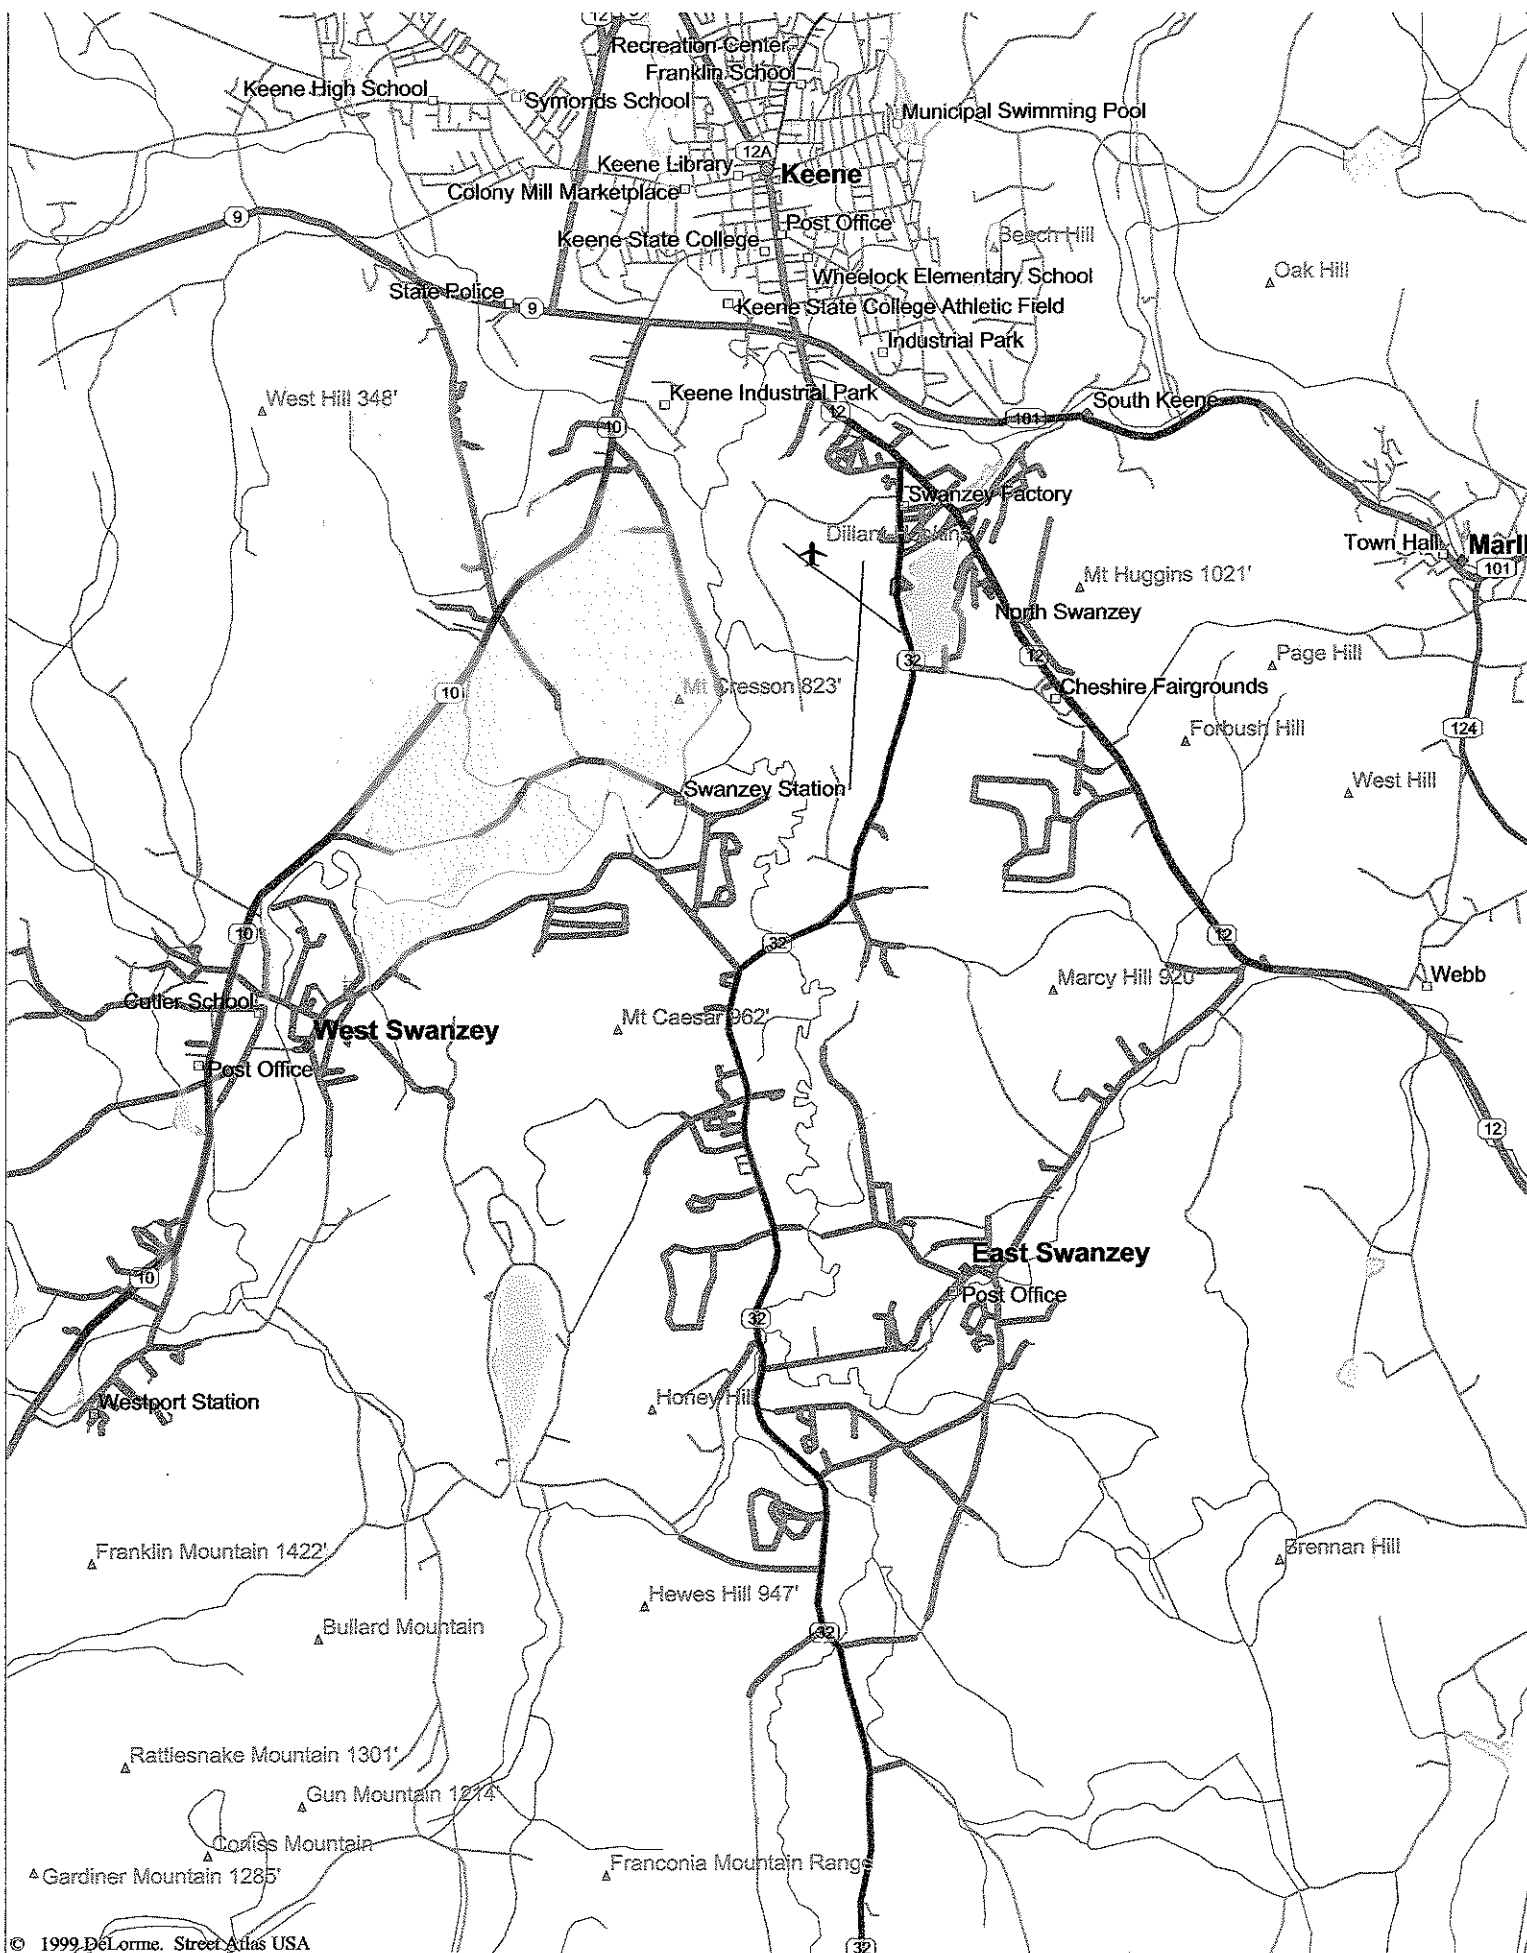 12
Recreation Center
Franklin School
Keene High School
Symonds School
Municipal Swimming Pool
12A
Keene Library
Keene
Colony Mill Marketplace
9
Post Office
Keene State College
Beech Hill
Wheelock Elementary School
Oak Hill
State Police
9
Keene State College Athletic Field
Industrial Park
West Hill 348'
Keene Industrial Park
12
101
South Keene
10
Swanzey Factory
Town Hall
101
Mt Huggins 1021'
North Swanzey
32
12
Page Hill
10
Mt Cresson 823'
Cheshire Fairgrounds
Forbush Hill
124
West Hill
Swanzey Station
10
32
12
Marcy Hill 920'
Webb
Cutler School
Mt Caesar 962'
West Swanzey
Post Office
12
East Swanzey
10
Post Office
32
Westport Station
Honey Hill
Franklin Mountain 1422'
Brennan Hill
Hewes Hill 947'
Bullard Mountain
32
Rattlesnake Mountain 1301'
Gun Mountain 1214'
Coniss Mountain
Franconia Mountain Range
Gardiner Mountain 1285'
© 1999 DeLorme. Street Atlas USA
32